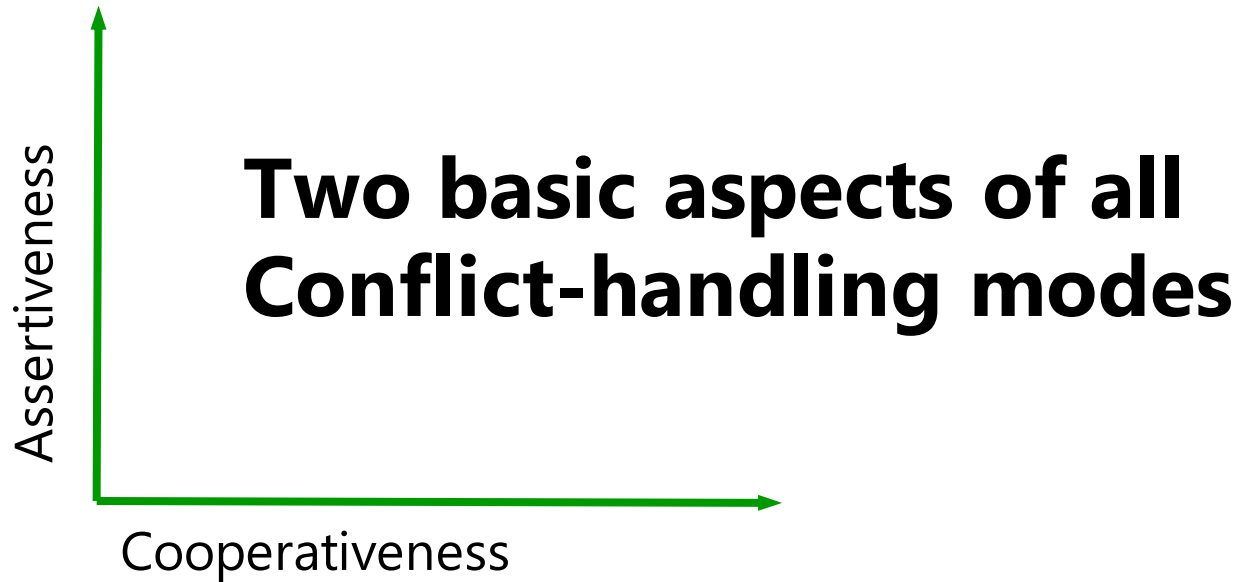 Assertiveness
Two basic aspects of all
Conflict-handling modes
Cooperativeness